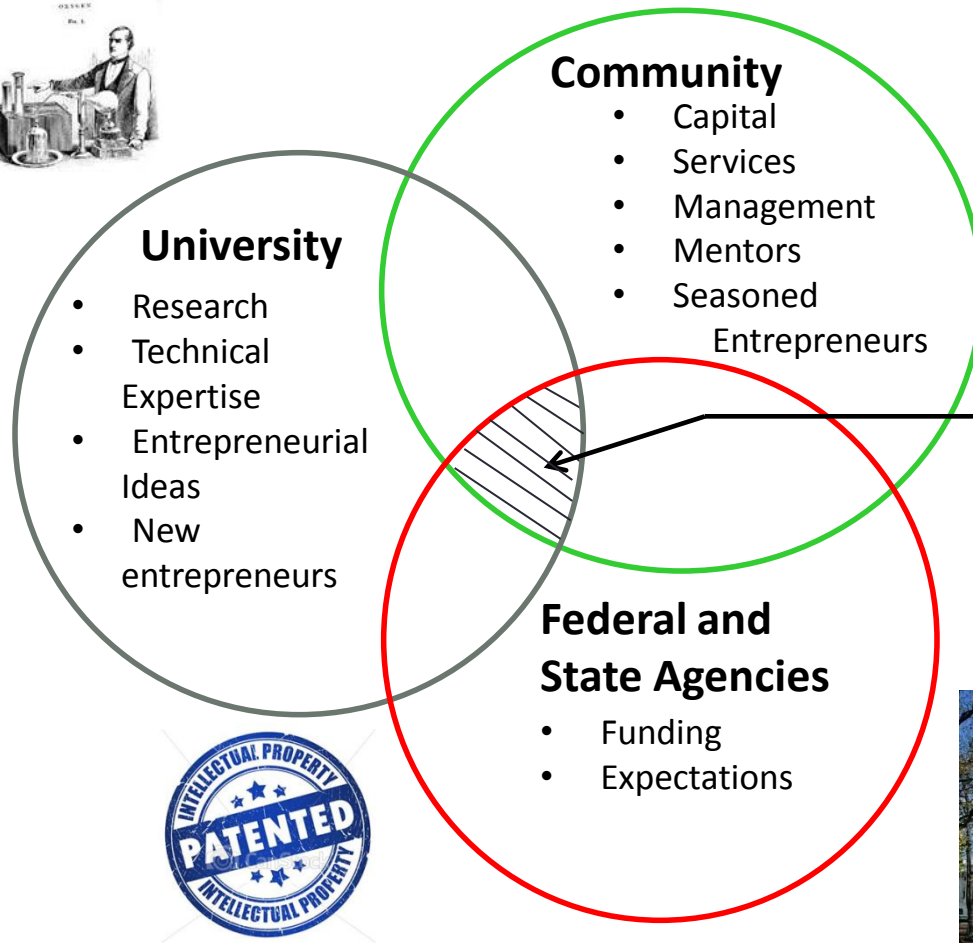 OXYGEN
Community
• Capital
• Services
• Management
• Mentors
• Seasoned
Entrepreneurs
University
• Research
• Technical
Expertise
• Entrepreneurial
Ideas
• New
entrepreneurs
Federal and
State Agencies
• Funding
• Expectations
INTELLECTUAL PROPERTY
PATENTED
INTELLECTUAL PROPERTY